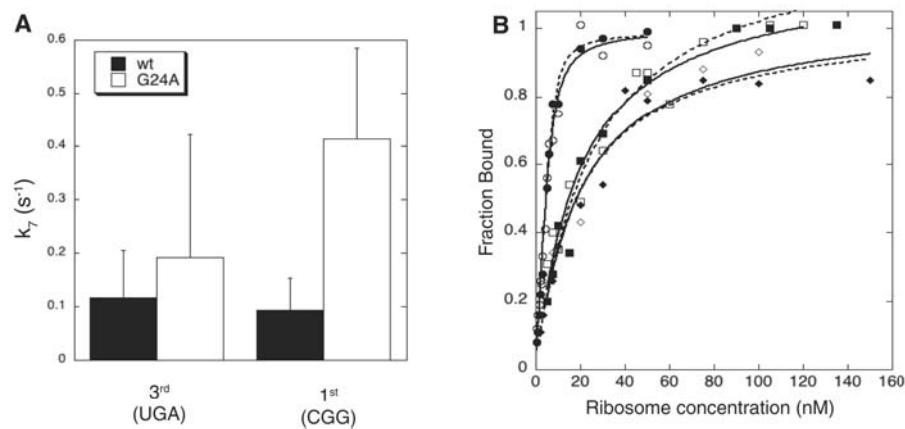 A
k7 (s-1)
0.6
0.5
0.4
0.3
0.2
0.1
0
wt
G24A
3rd
(UGA)
1st
(CGG)
B
Fraction Bound
1
0.8
0.6
0.4
0.2
0
0 20 40 60 80 100 120 140 160
Ribosome concentration (nM)